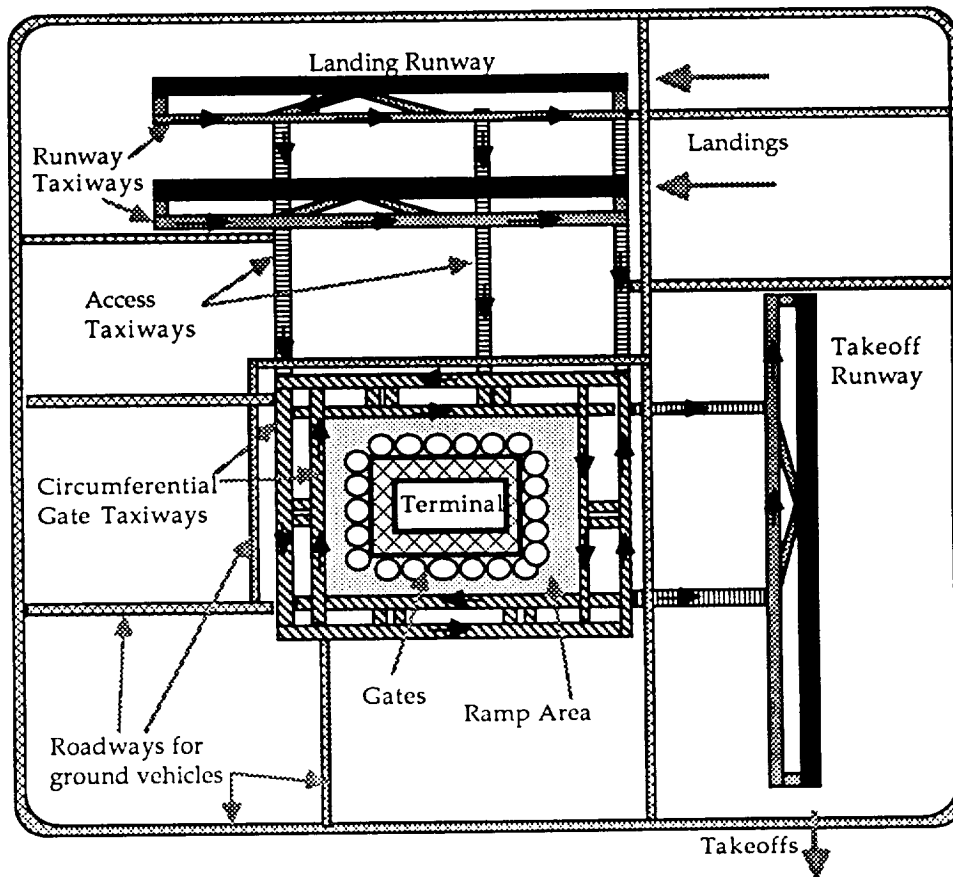 Landing Runway
Landings
Runway
Taxiways
Access
Taxiways
Takeoff
Runway
Circumferential
Gate Taxiways
Terminal
Gates
Ramp Area
Roadways for
ground vehicles
Takeoffs